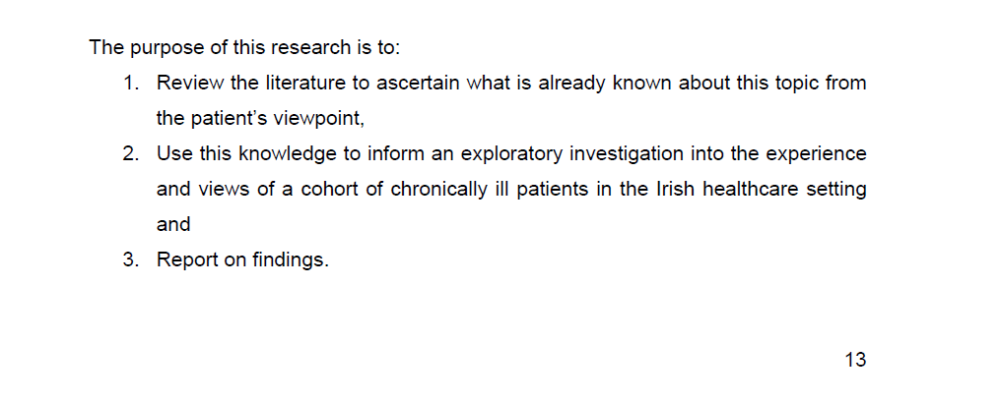 The purpose of this research is to:
1. Review the literature to ascertain what is already known about this topic from
the patient's viewpoint,
2. Use this knowledge to inform an exploratory investigation into the experience
and views of a cohort of chronically ill patients in the Irish healthcare setting
and
3. Report on findings.
13